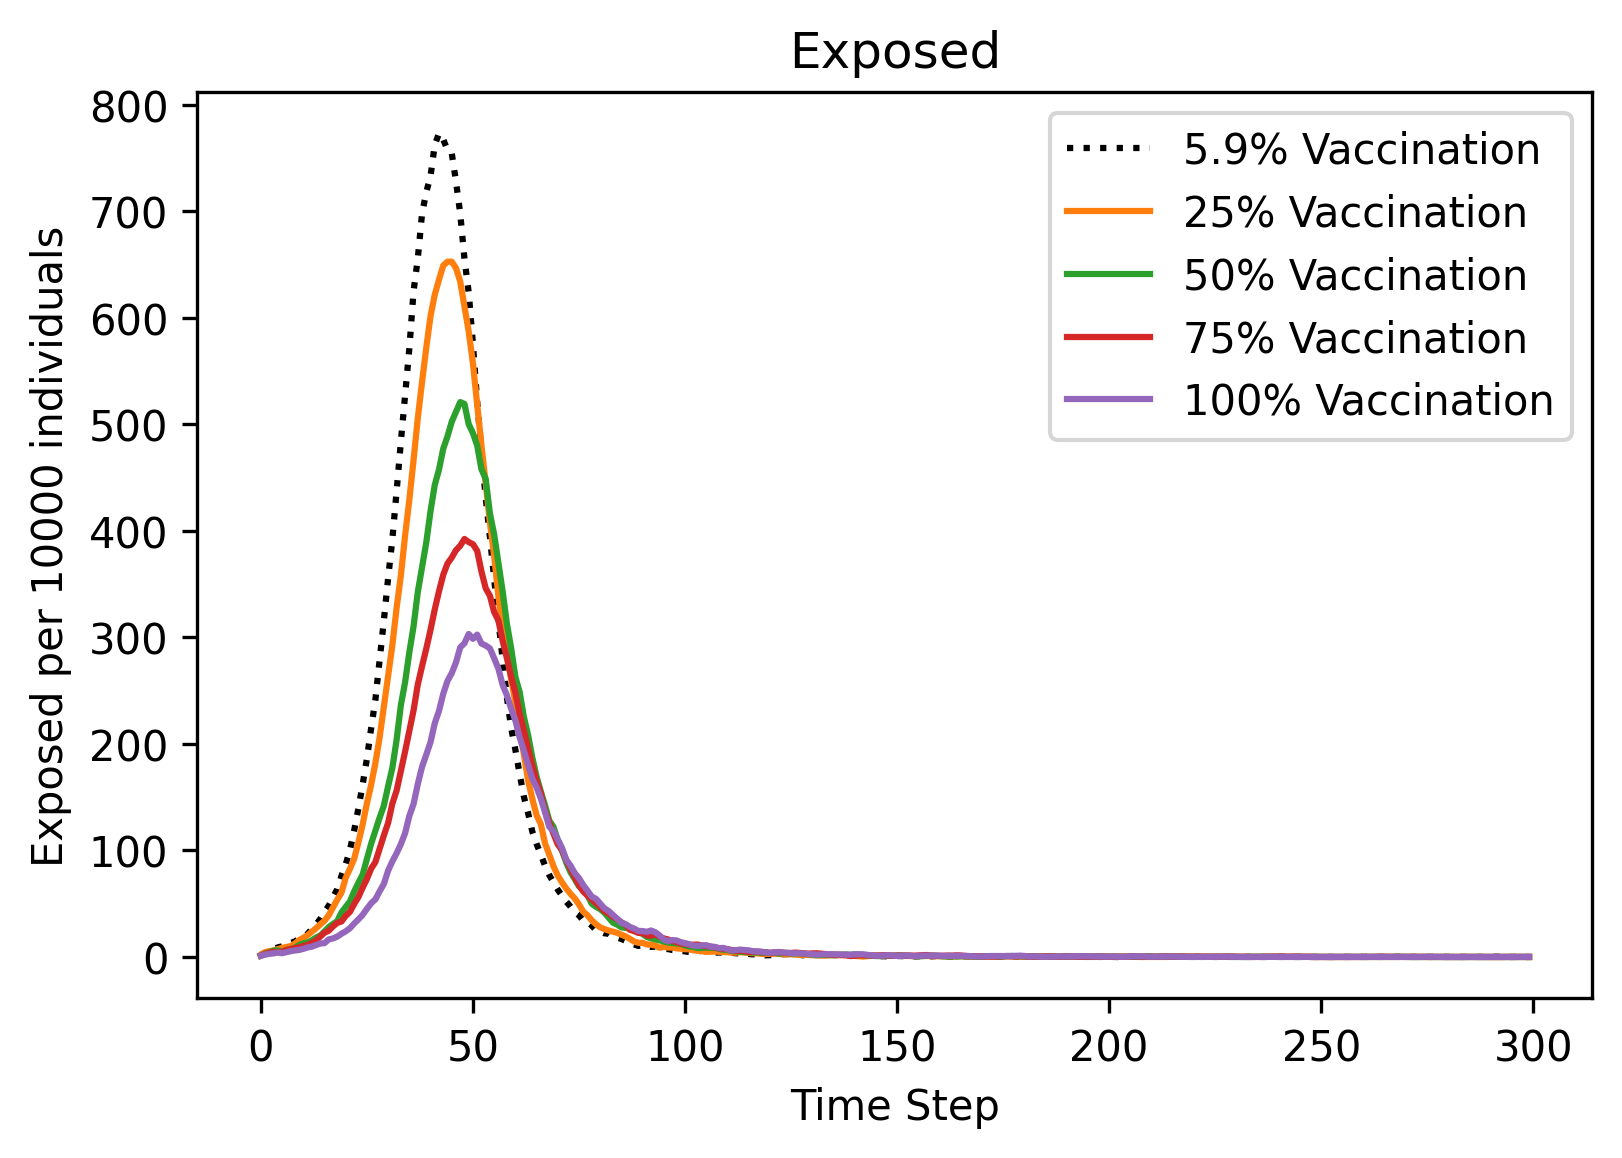 Exposed
800
700
600
500
400
300
200
100
0
Exposed per 10000 individuals
5.9% Vaccination
25% Vaccination
50% Vaccination
75% Vaccination
100% Vaccination
0 50 100 150 200 250 300
Time Step